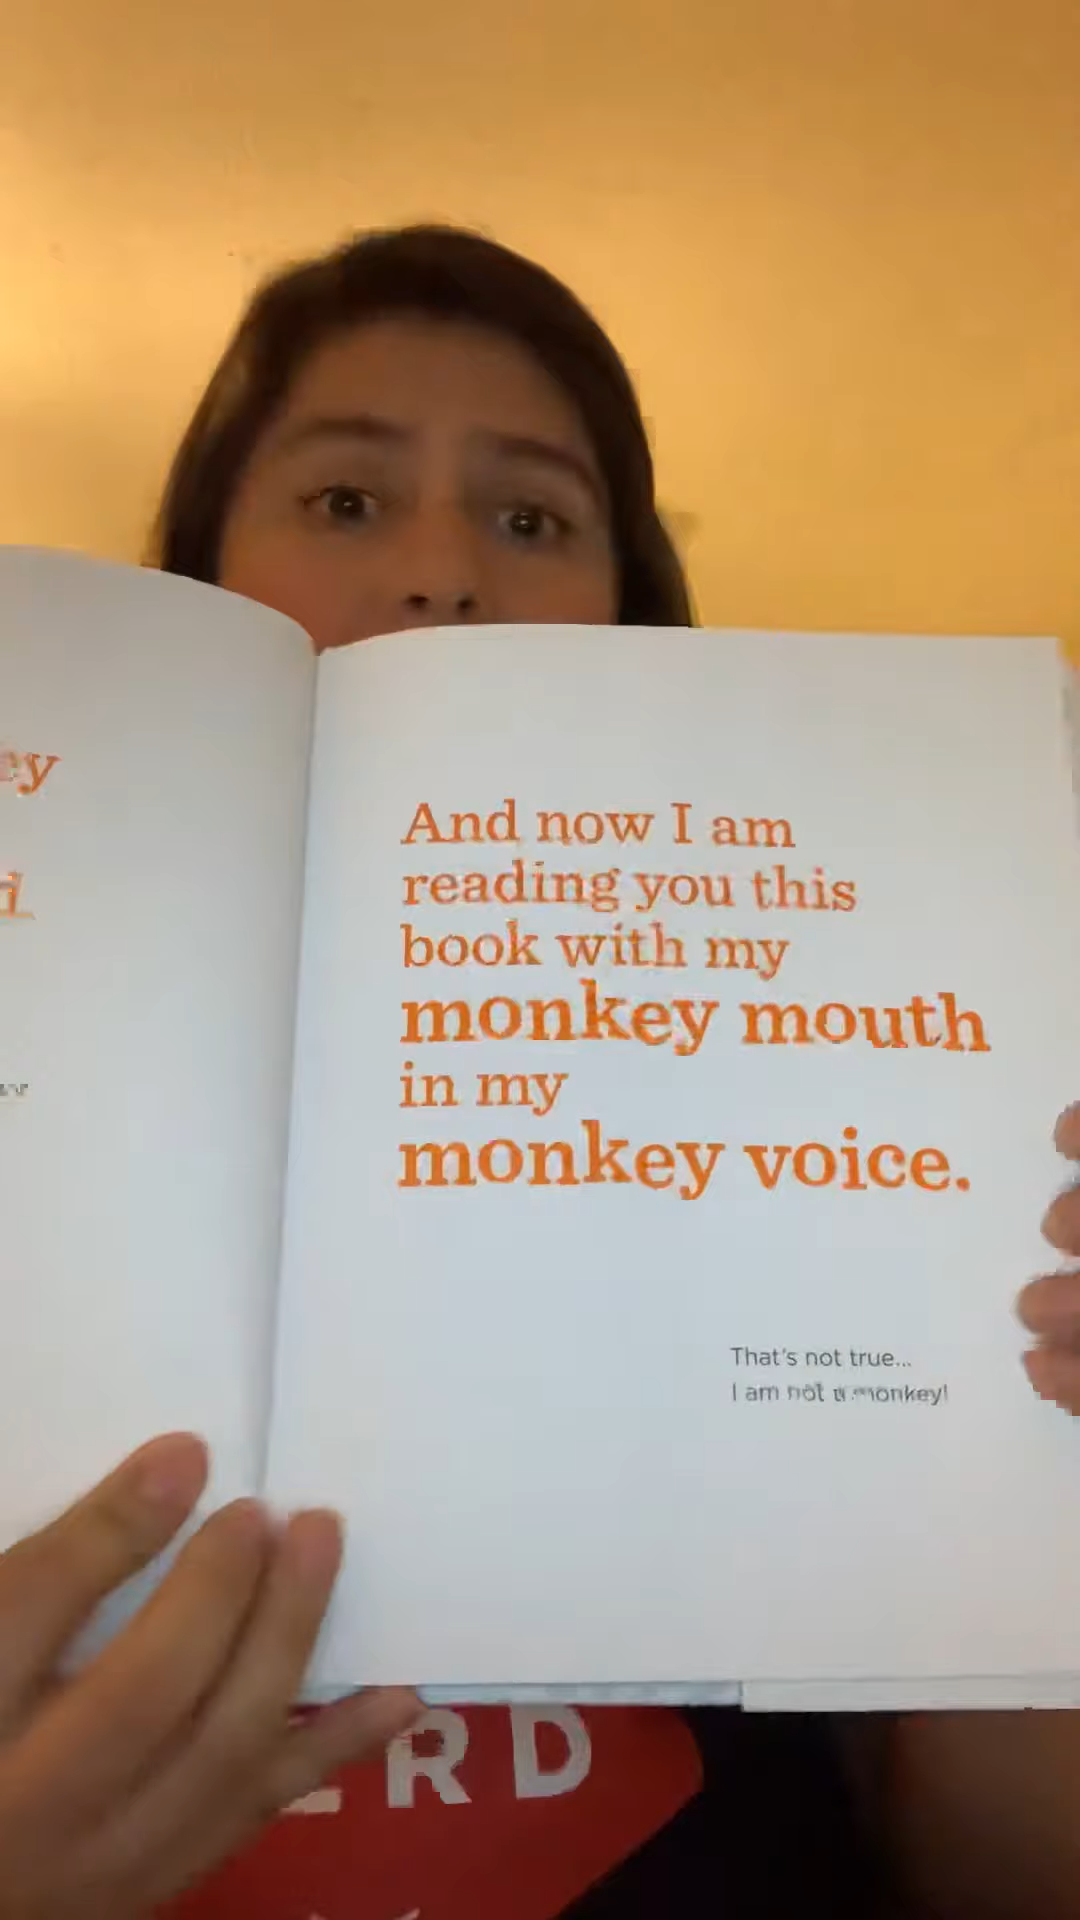 And now I am
reading you this
book with my
monkey mouth
in my
monkey voice.
That's not true...
I am not a monkey!